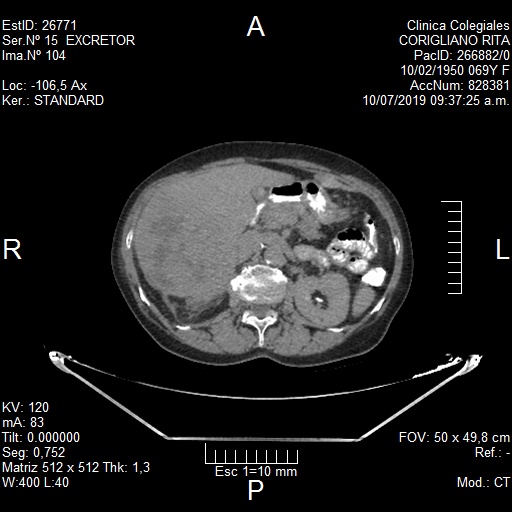 EstID: 26771
Ser.Nº 15 EXCRETOR
Ima.Nº 104
Loc: -106,5 Ax
Ker.: STANDARD
A
Clinica Colegiales
CORIGLIANO RITA
PacID: 266882/0
10/02/1950 069Y F
AccNum: 828381
10/07/2019 09:37:25 a.m.
R
L
KV: 120
mA: 83
Tilt: 0.000000
Seg: 0,752
Matriz 512 x 512 Thk: 1,3
W:400 L:40
Esc 1=10 mm
P
FOV: 50 x 49,8 cm
Ref.: -
Mod.: CT